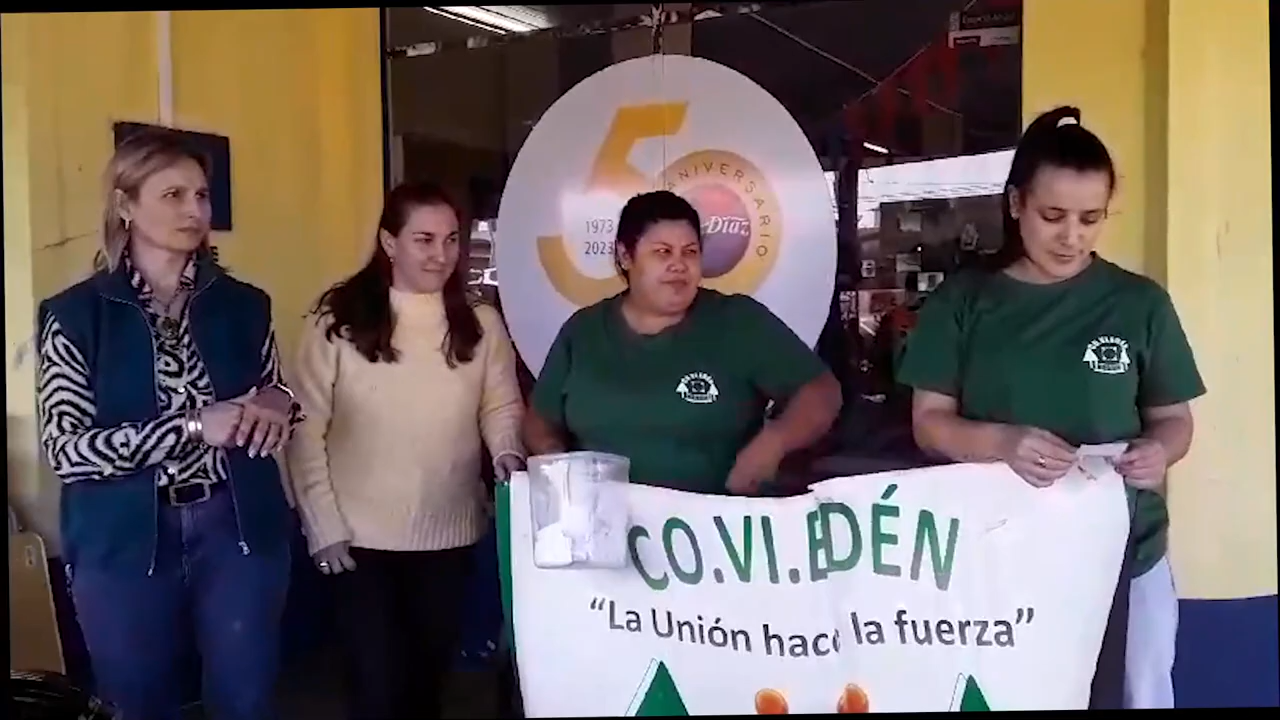 50
ANIVERSARIO
1973
2023
Díaz
CO.VI.EDÉN
“La Unión hace la fuerza”